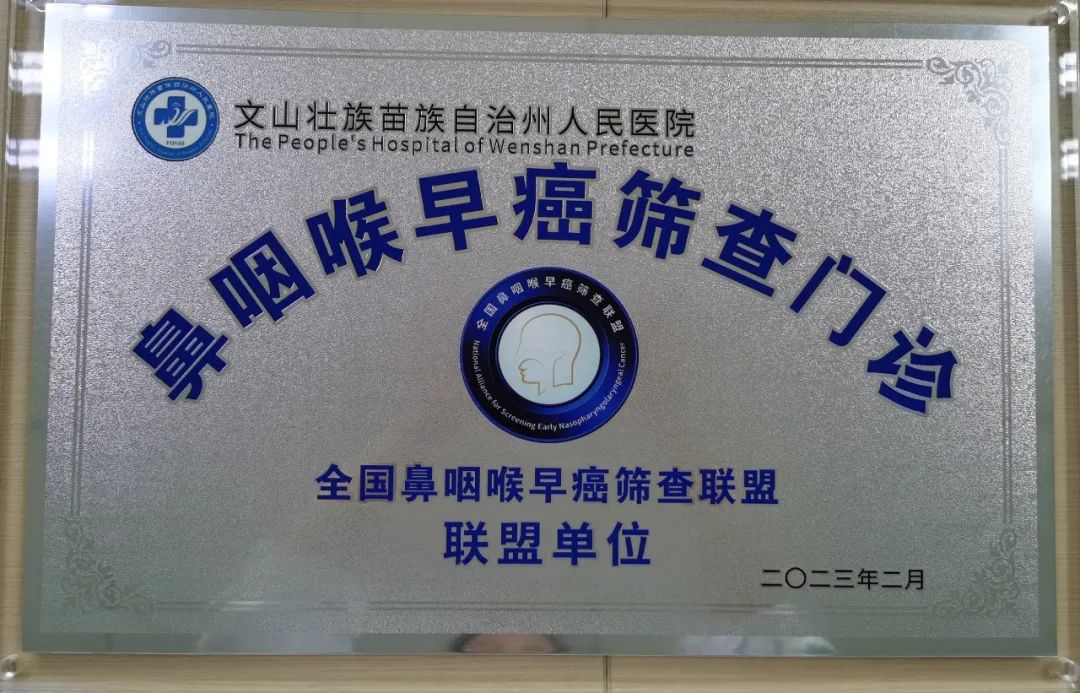 文山壮族苗族自治州人民医院
The People's Hospital of Wenshan Prefecture
鼻咽喉早癌筛查门诊
全国鼻咽喉早癌筛查联盟
National Alliance for Screening Early Nasopharyngolaryngeal Cancer
全国鼻咽喉早癌筛查联盟
联盟单位
二〇二三年二月